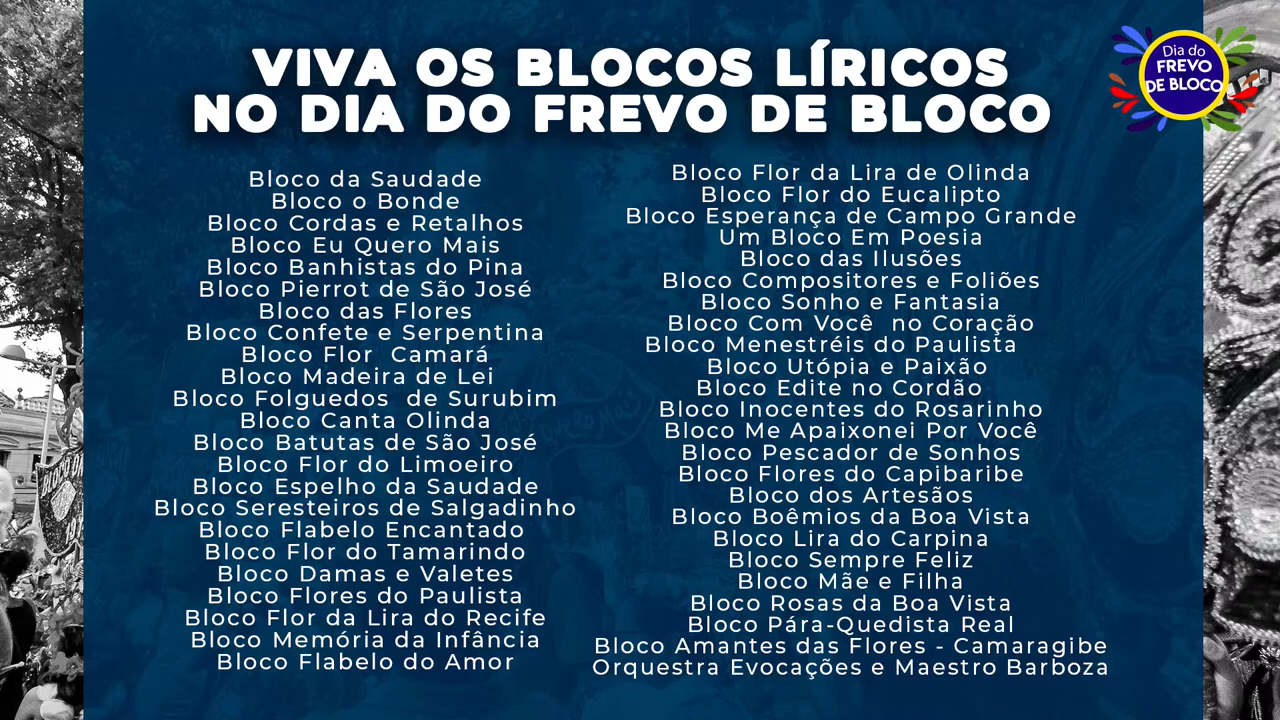 VIVA OS BLOCOS LÍRICOS
NO DIA DO FREVO DE BLOCO
Dia do
FREVO
DE BLOCO
Bloco da Saudade
Bloco o Bonde
Bloco Cordas e Retalhos
Bloco Eu Quero Mais
Bloco Banhistas do Pina
Bloco Pierrot de São José
Bloco das Flores
Bloco Confete e Serpentina
Bloco Flor  Camará
Bloco Madeira de Lei
Bloco Folguedos  de Surubim
Bloco Canta Olinda
Bloco Batutas de São José
Bloco Flor do Limoeiro
Bloco Espelho da Saudade
Bloco Seresteiros de Salgadinho
Bloco Flabelo Encantado
Bloco Flor do Tamarindo
Bloco Damas e Valetes
Bloco Flores do Paulista
Bloco Flor da Lira do Recife
Bloco Memória da Infância
Bloco Flabelo do Amor
Bloco Flor da Lira de Olinda
Bloco Flor do Eucalipto
Bloco Esperança de Campo Grande
Um Bloco Em Poesia
Bloco das Ilusões
Bloco Compositores e Foliões
Bloco Sonho e Fantasia
Bloco Com Você  no Coração
Bloco Menestréis do Paulista
Bloco Utópia e Paixão
Bloco Edite no Cordão
Bloco Inocentes do Rosarinho
Bloco Me Apaixonei Por Você
Bloco Pescador de Sonhos
Bloco Flores do Capibaribe
Bloco dos Artesãos
Bloco Boêmios da Boa Vista
Bloco Lira do Carpina
Bloco Sempre Feliz
Bloco Mãe e Filha
Bloco Rosas da Boa Vista
Bloco Pára-Quedista Real
Bloco Amantes das Flores - Camaragibe
Orquestra Evocações e Maestro Barboza